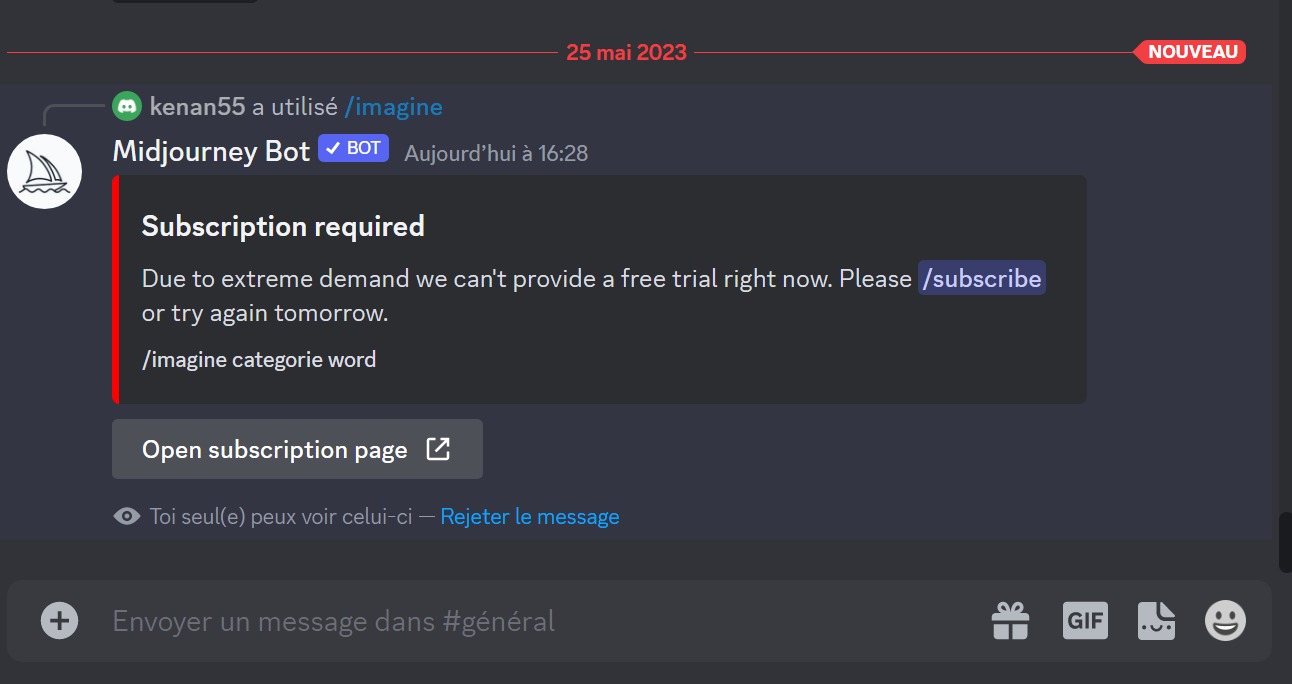 25 mai 2023
NOUVEAU
kenan55 a utilisé /imagine
Midjourney Bot BOT Aujourd’hui à 16:28
Subscription required
Due to extreme demand we can't provide a free trial right now. Please /subscribe
or try again tomorrow.
/imagine categorie word
Open subscription page
Toi seul(e) peux voir celui-ci — Rejeter le message
Envoyer un message dans #général
GIF